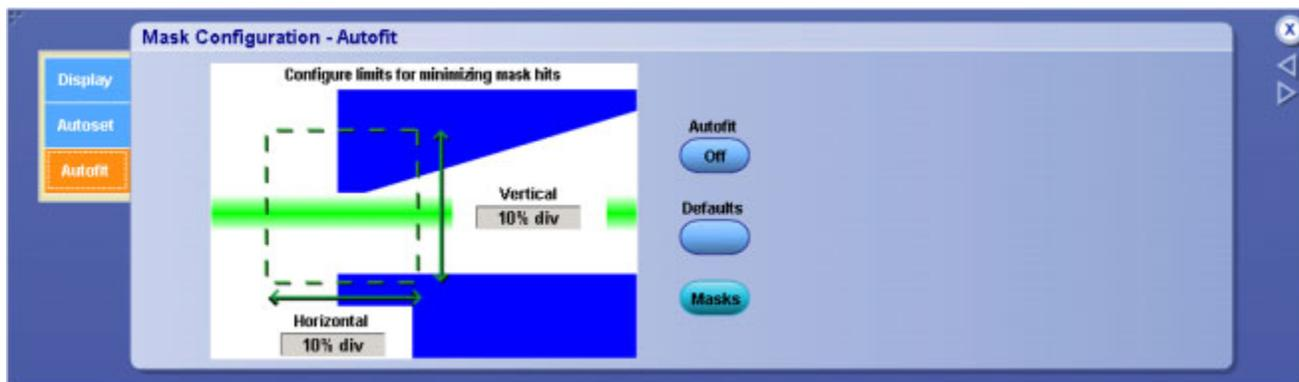 Mask Configuration - Autofit
X
Display
Autoset
Autofit
Configure limits for minimizing mask hits
Vertical
10% div
Horizontal
10% div
Autofit
Off
Defaults
Masks